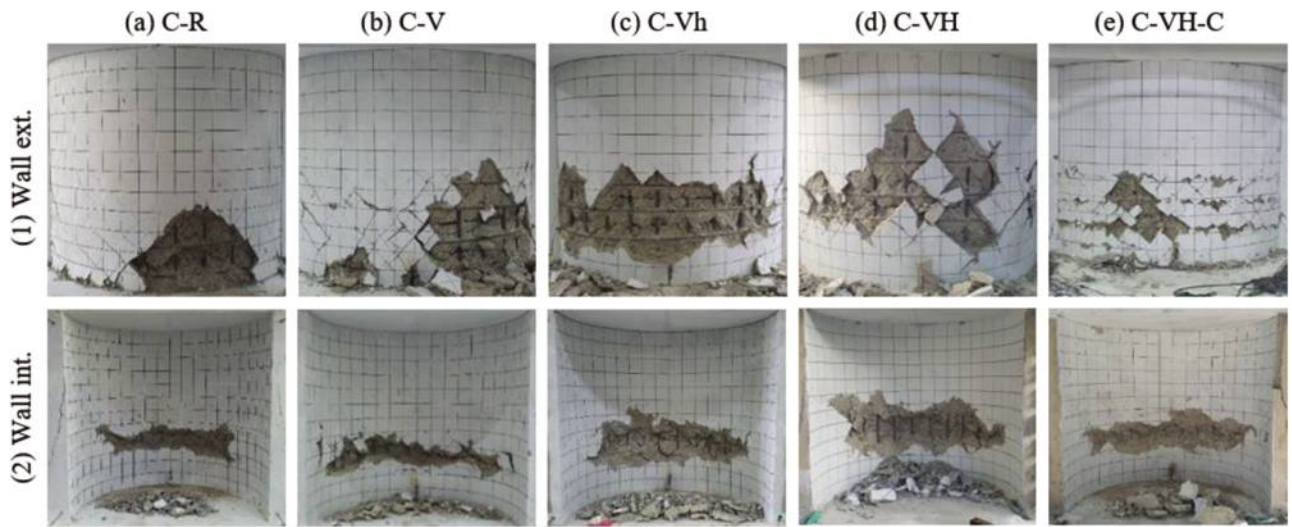 (a) C-R
(b) C-V
(c) C-Vh
(d) C-VH
(e) C-VH-C
(1) Wall ext.
(2) Wall int.